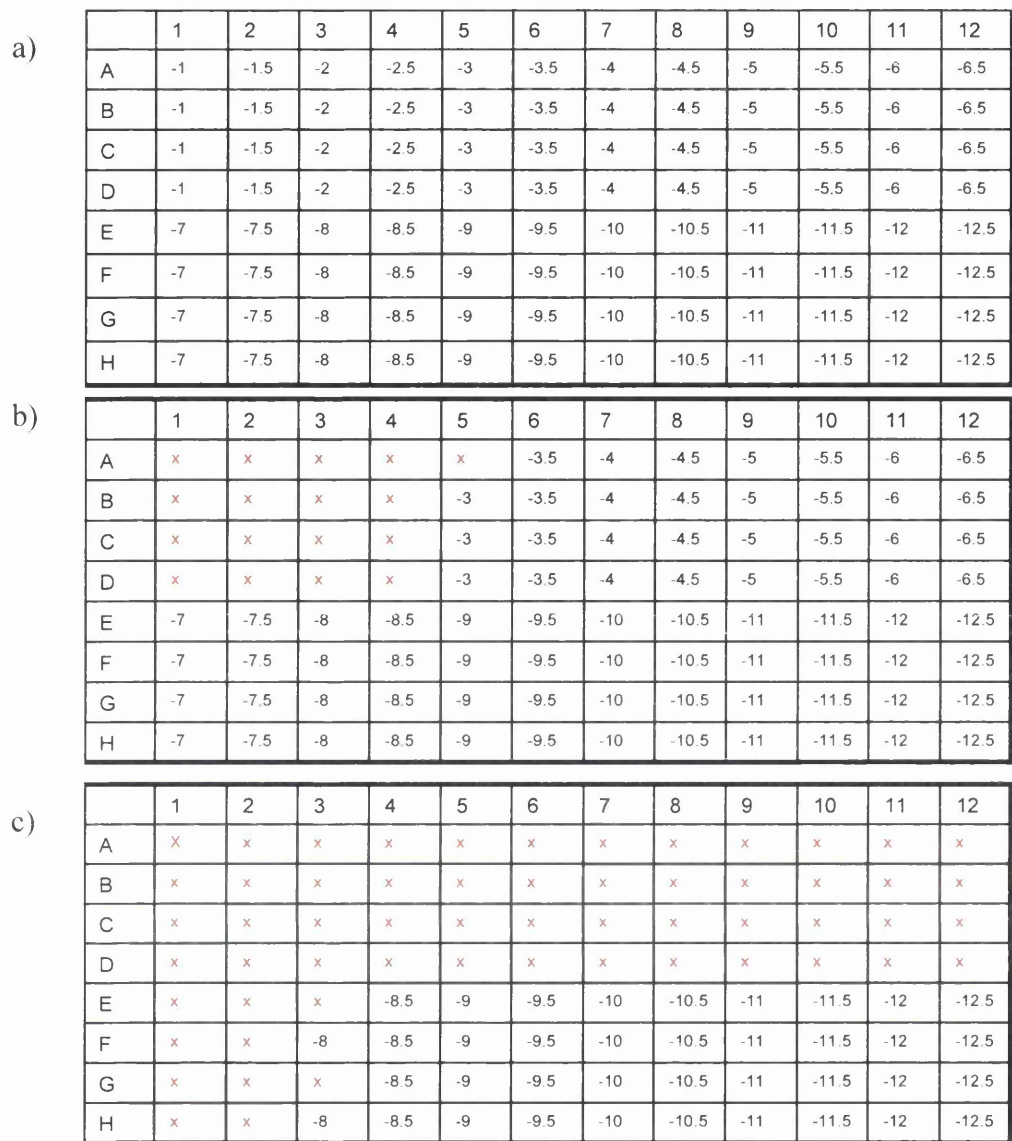 a)
1 2 3 4 5 6 7 8 9 10 11 12
A -1 -1.5 -2 -2.5 -3 -3.5 -4 -4.5 -5 -5.5 -6 -6.5
B -1 -1.5 -2 -2.5 -3 -3.5 -4 -4.5 -5 -5.5 -6 -6.5
C -1 -1.5 -2 -2.5 -3 -3.5 -4 -4.5 -5 -5.5 -6 -6.5
D -1 -1.5 -2 -2.5 -3 -3.5 -4 -4.5 -5 -5.5 -6 -6.5
E -7 -7.5 -8 -8.5 -9 -9.5 -10 -10.5 -11 -11.5 -12 -12.5
F -7 -7.5 -8 -8.5 -9 -9.5 -10 -10.5 -11 -11.5 -12 -12.5
G -7 -7.5 -8 -8.5 -9 -9.5 -10 -10.5 -11 -11.5 -12 -12.5
H -7 -7.5 -8 -8.5 -9 -9.5 -10 -10.5 -11 -11.5 -12 -12.5
b)
1 2 3 4 5 6 7 8 9 10 11 12
A x x x x x -3.5 -4 -4.5 -5 -5.5 -6 -6.5
B x x x x -3 -3.5 -4 -4.5 -5 -5.5 -6 -6.5
C x x x x -3 -3.5 -4 -4.5 -5 -5.5 -6 -6.5
D x x x x -3 -3.5 -4 -4.5 -5 -5.5 -6 -6.5
E -7 -7.5 -8 -8.5 -9 -9.5 -10 -10.5 -11 -11.5 -12 -12.5
F -7 -7.5 -8 -8.5 -9 -9.5 -10 -10.5 -11 -11.5 -12 -12.5
G -7 -7.5 -8 -8.5 -9 -9.5 -10 -10.5 -11 -11.5 -12 -12.5
H -7 -7.5 -8 -8.5 -9 -9.5 -10 -10.5 -11 -11.5 -12 -12.5
c)
1 2 3 4 5 6 7 8 9 10 11 12
A X x x x x x x x x x x x
B x x x x x x x x x x x x
C x x x x x x x x x x x x
D x x x x x x x x x x x x
E x x x -8.5 -9 -9.5 -10 -10.5 -11 -11.5 -12 -12.5
F x x -8 -8.5 -9 -9.5 -10 -10.5 -11 -11.5 -12 -12.5
G x x x -8.5 -9 -9.5 -10 -10.5 -11 -11.5 -12 -12.5
H x x -8 -8.5 -9 -9.5 -10 -10.5 -11 -11.5 -12 -12.5